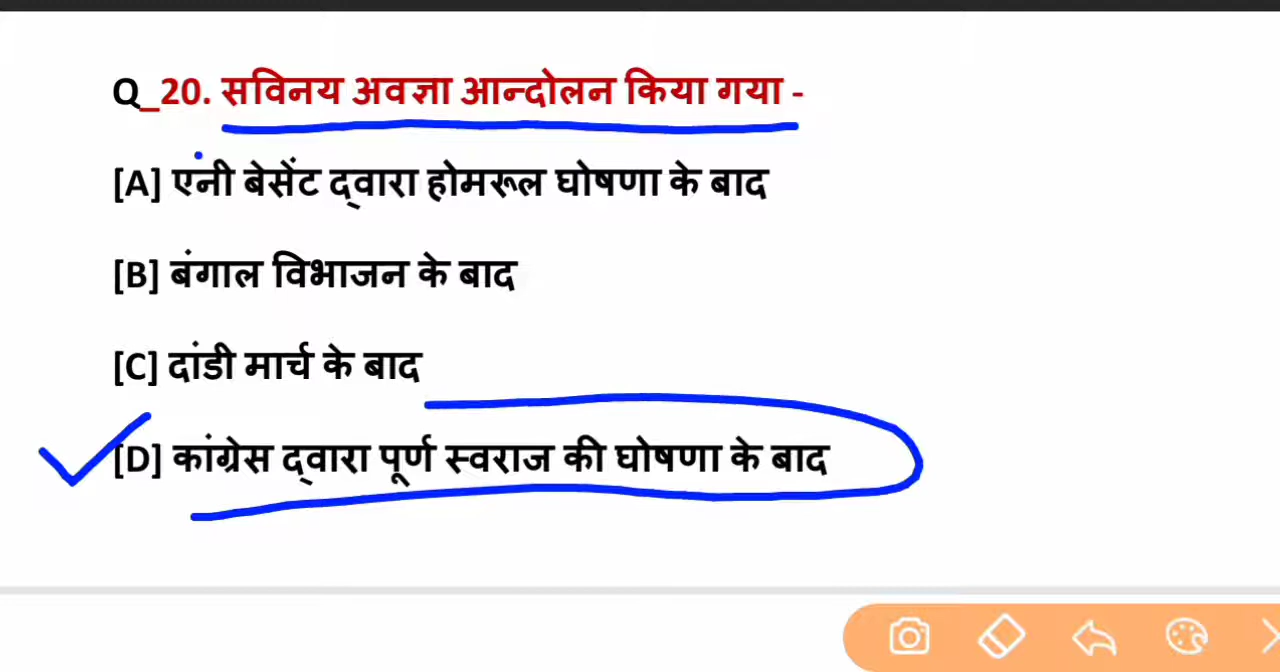 Q_20. सविनय अवज्ञा आन्दोलन किया गया -
[A] एनी बेसेंट द्वारा होमरूल घोषणा के बाद
[B] बंगाल विभाजन के बाद
[C] दांडी मार्च के बाद
[D] कांग्रेस द्वारा पूर्ण स्वराज की घोषणा के बाद